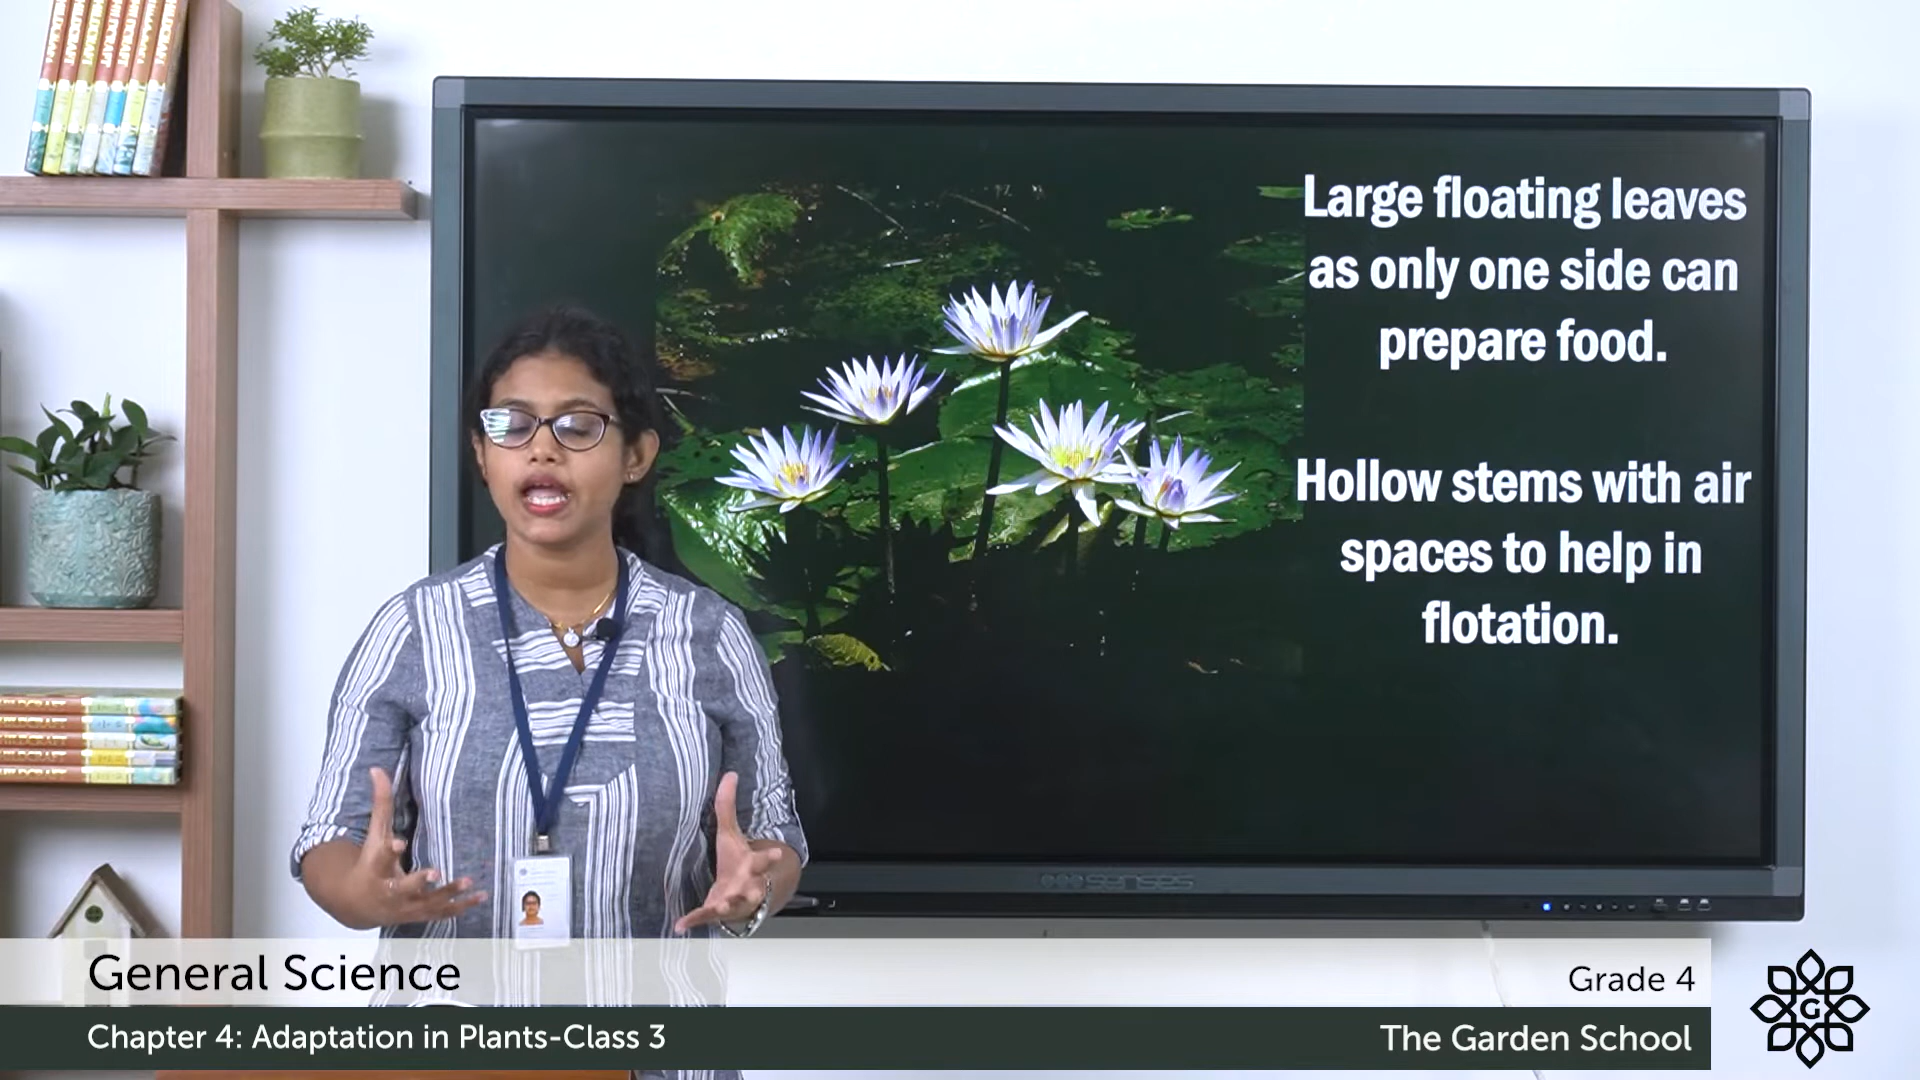 Large floating leaves
as only one side can
prepare food.
Hollow stems with air
spaces to help in
flotation.
senses
General Science
Grade 4
Chapter 4: Adaptation in Plants-Class 3
The Garden School
G